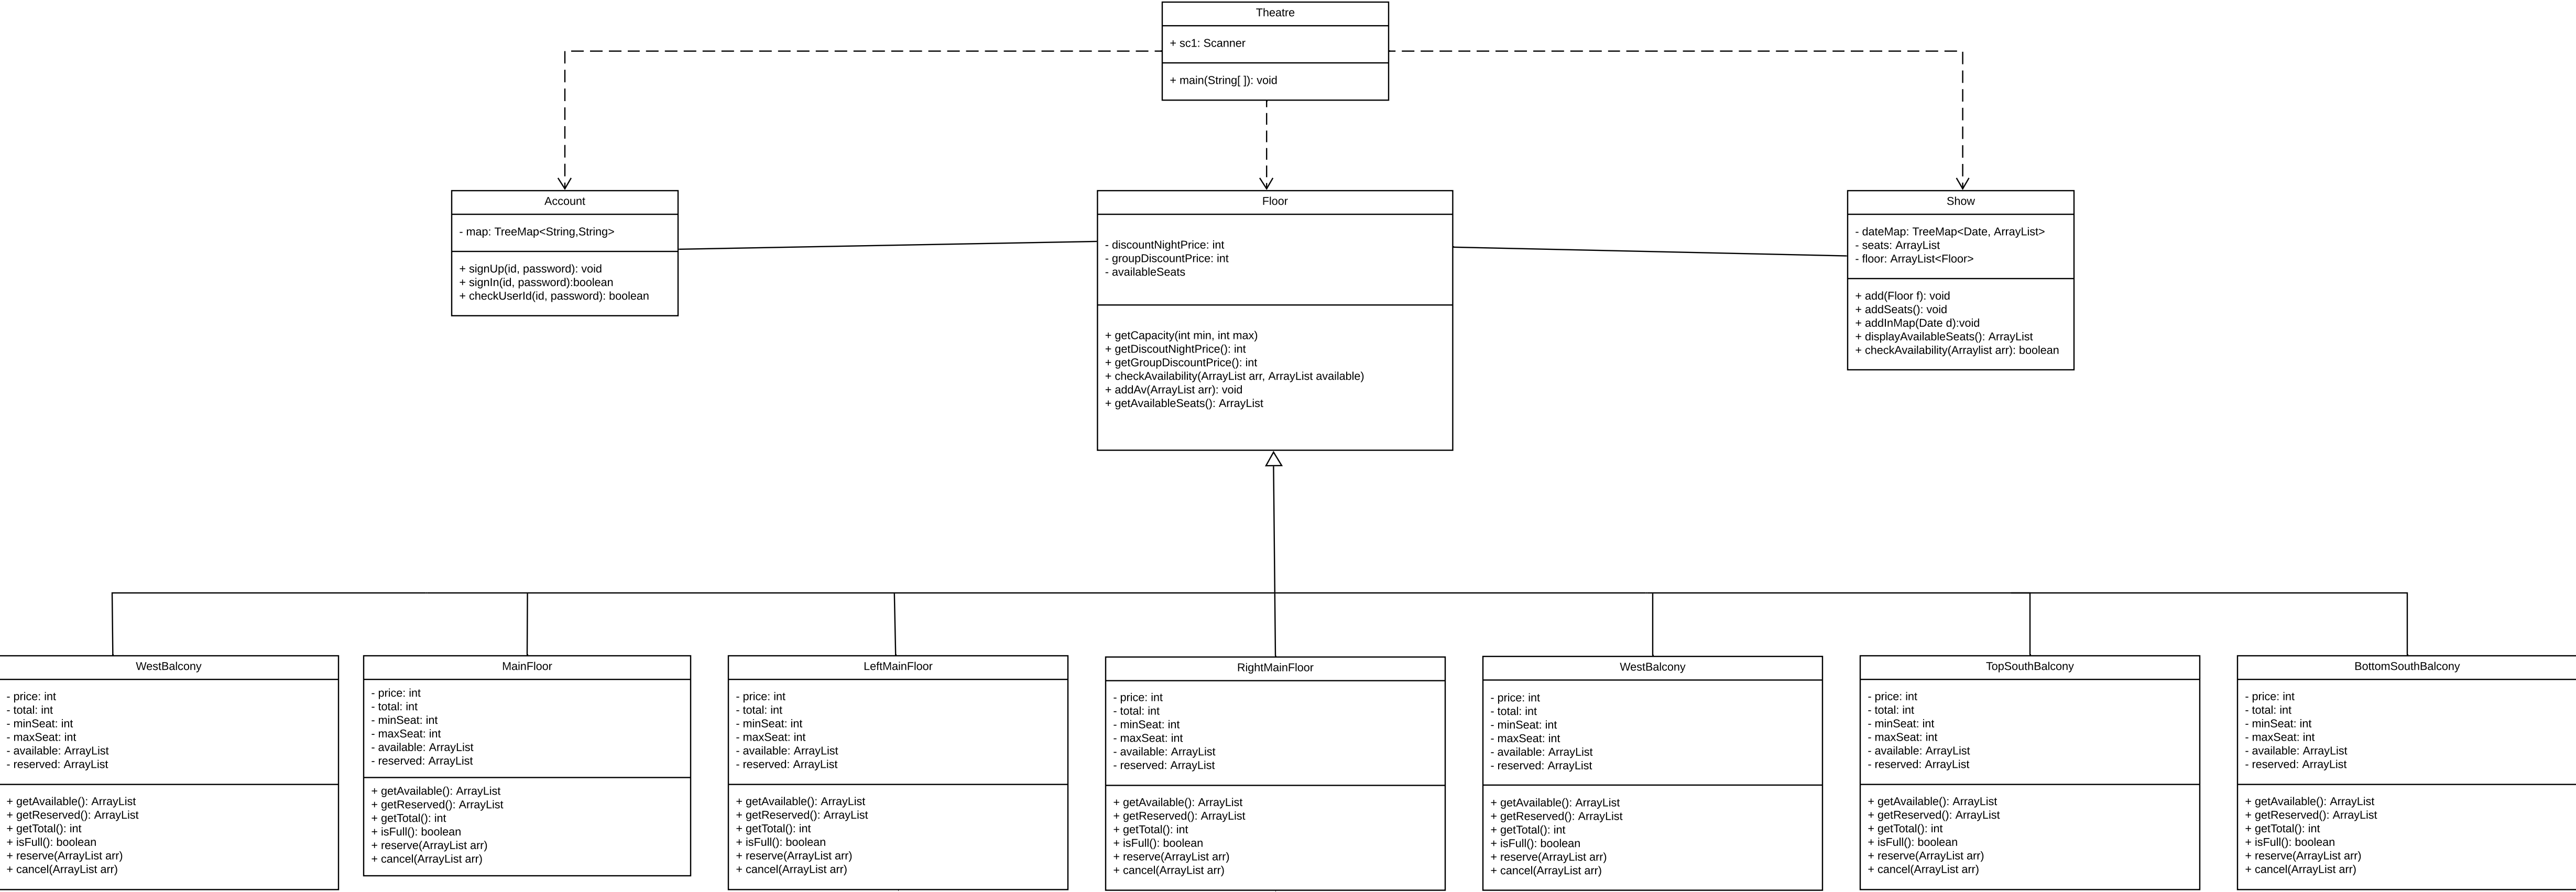 Theatre
+ sc1: Scanner
+ main(String[ ]): void
Account
- map: TreeMap<String,String>
+ signUp(id, password): void
+ signIn(id, password):boolean
+ checkUserId(id, password): boolean
Floor
- discountNightPrice: int
- groupDiscountPrice: int
- availableSeats
+ getCapacity(int min, int max)
+ getDiscoutNightPrice(): int
+ getGroupDiscountPrice(): int
+ checkAvailability(ArrayList arr, ArrayList available)
+ addAv(ArrayList arr): void
+ getAvailableSeats(): ArrayList
Show
- dateMap: TreeMap<Date, ArrayList>
- seats: ArrayList
- floor: ArrayList<Floor>
+ add(Floor f): void
+ addSeats(): void
+ addInMap(Date d):void
+ displayAvailableSeats(): ArrayList
+ checkAvailability(Arraylist arr): boolean
WestBalcony
- price: int
- total: int
- minSeat: int
- maxSeat: int
- available: ArrayList
- reserved: ArrayList
+ getAvailable(): ArrayList
+ getReserved(): ArrayList
+ getTotal(): int
+ isFull(): boolean
+ reserve(ArrayList arr)
+ cancel(ArrayList arr)
MainFloor
- price: int
- total: int
- minSeat: int
- maxSeat: int
- available: ArrayList
- reserved: ArrayList
+ getAvailable(): ArrayList
+ getReserved(): ArrayList
+ getTotal(): int
+ isFull(): boolean
+ reserve(ArrayList arr)
+ cancel(ArrayList arr)
LeftMainFloor
- price: int
- total: int
- minSeat: int
- maxSeat: int
- available: ArrayList
- reserved: ArrayList
+ getAvailable(): ArrayList
+ getReserved(): ArrayList
+ getTotal(): int
+ isFull(): boolean
+ reserve(ArrayList arr)
+ cancel(ArrayList arr)
RightMainFloor
- price: int
- total: int
- minSeat: int
- maxSeat: int
- available: ArrayList
- reserved: ArrayList
+ getAvailable(): ArrayList
+ getReserved(): ArrayList
+ getTotal(): int
+ isFull(): boolean
+ reserve(ArrayList arr)
+ cancel(ArrayList arr)
WestBalcony
- price: int
- total: int
- minSeat: int
- maxSeat: int
- available: ArrayList
- reserved: ArrayList
+ getAvailable(): ArrayList
+ getReserved(): ArrayList
+ getTotal(): int
+ isFull(): boolean
+ reserve(ArrayList arr)
+ cancel(ArrayList arr)
TopSouthBalcony
- price: int
- total: int
- minSeat: int
- maxSeat: int
- available: ArrayList
- reserved: ArrayList
+ getAvailable(): ArrayList
+ getReserved(): ArrayList
+ getTotal(): int
+ isFull(): boolean
+ reserve(ArrayList arr)
+ cancel(ArrayList arr)
BottomSouthBalcony
- price: int
- total: int
- minSeat: int
- maxSeat: int
- available: ArrayList
- reserved: ArrayList
+ getAvailable(): ArrayList
+ getReserved(): ArrayList
+ getTotal(): int
+ isFull(): boolean
+ reserve(ArrayList arr)
+ cancel(ArrayList arr)